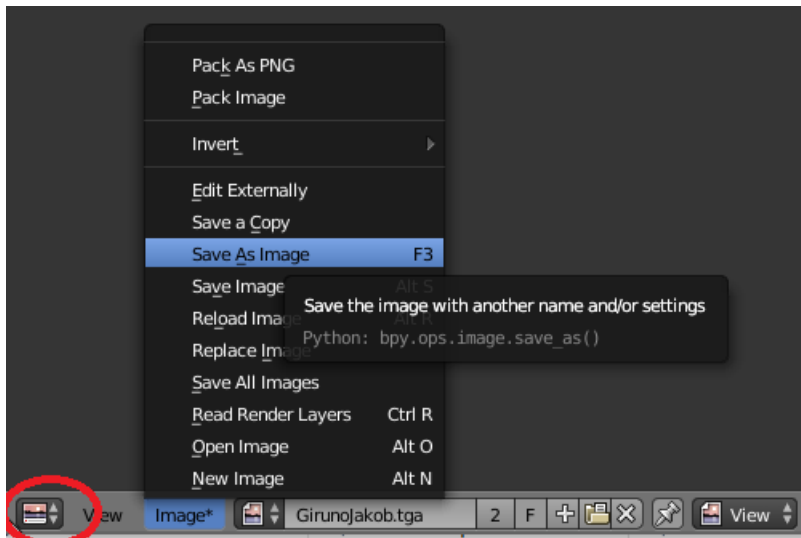 Pack As PNG
Pack Image
Invert
Edit Externally
Save a Copy
Save As Image F3
Save Image Alt S
Save the image with another name and/or settings
Reload Image Alt R
Python: bpy.ops.image.save_as()
Replace Image
Save All Images
Read Render Layers Ctrl R
Open Image Alt O
New Image Alt N
View Image* GirunoJakob.tga 2 F View